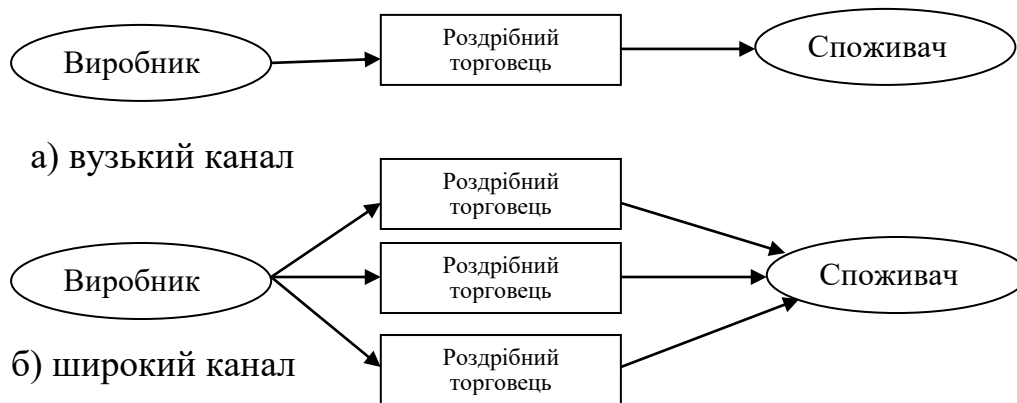 Виробник
Роздрібний
торговець
Споживач
а) вузький канал
Роздрібний
торговець
Виробник
Роздрібний
торговець
Споживач
Роздрібний
торговець
б) широкий канал